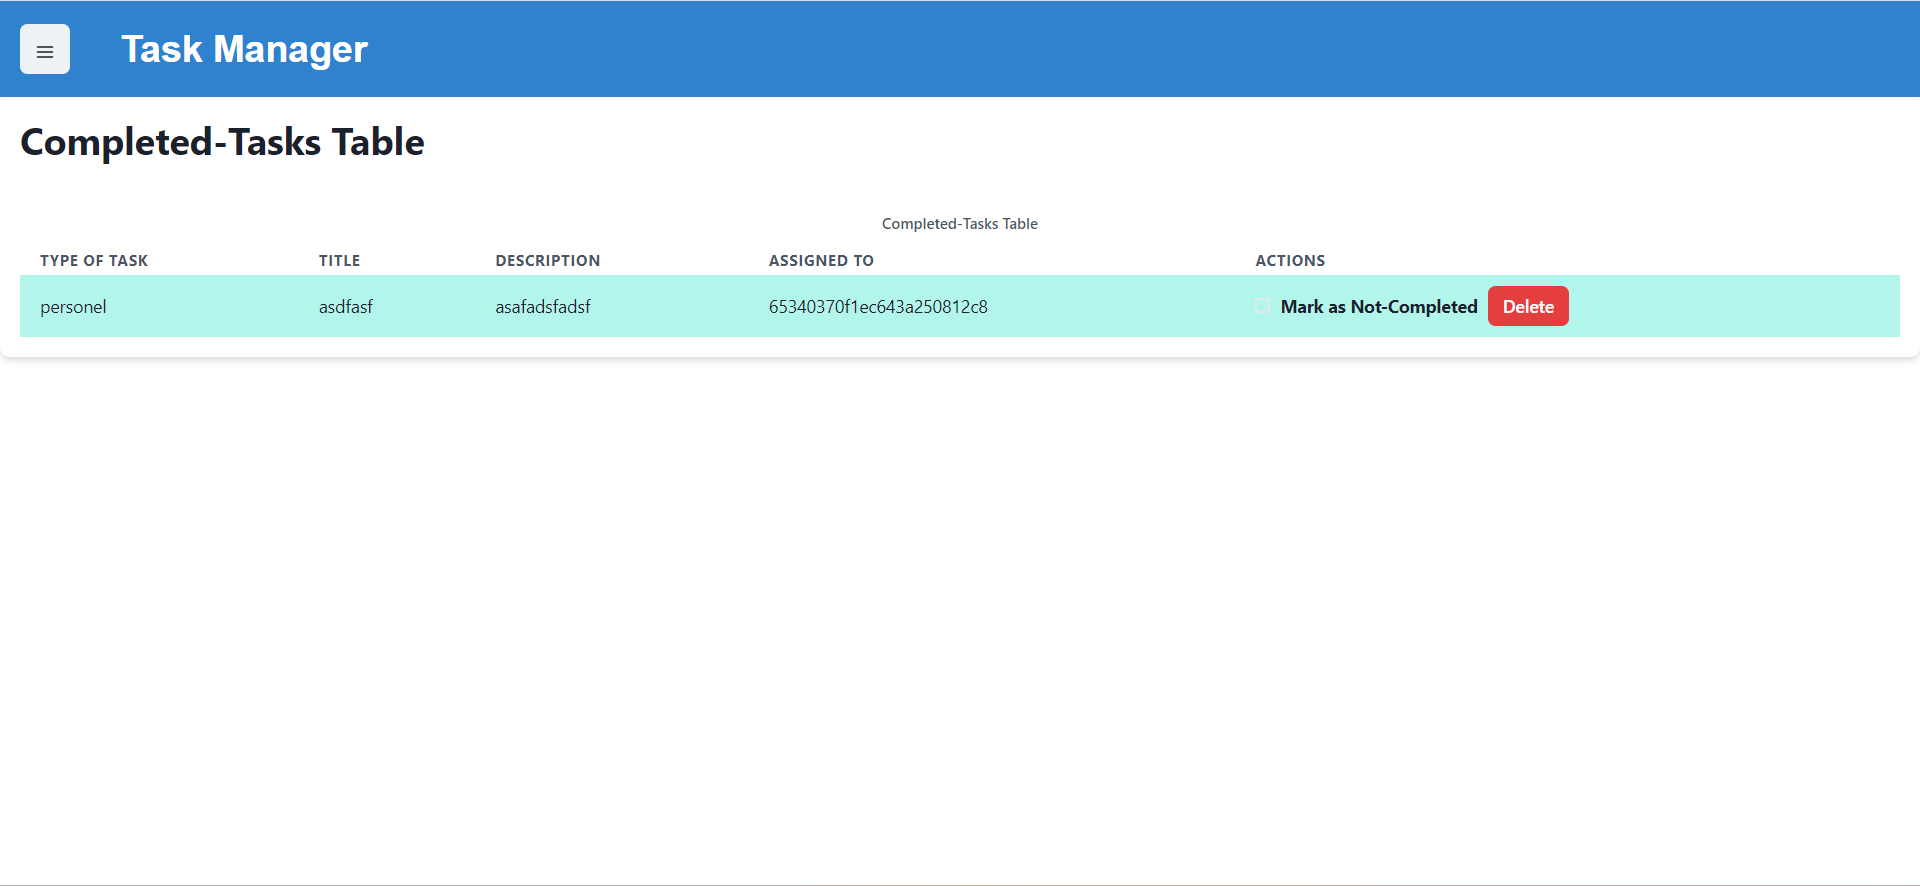 Task Manager
Completed-Tasks Table
Completed-Tasks Table
TYPE OF TASK TITLE DESCRIPTION ASSIGNED TO ACTIONS
personel asdfasf asafadsfadsf 65340370f1ec643a250812c8 Mark as Not-Completed Delete